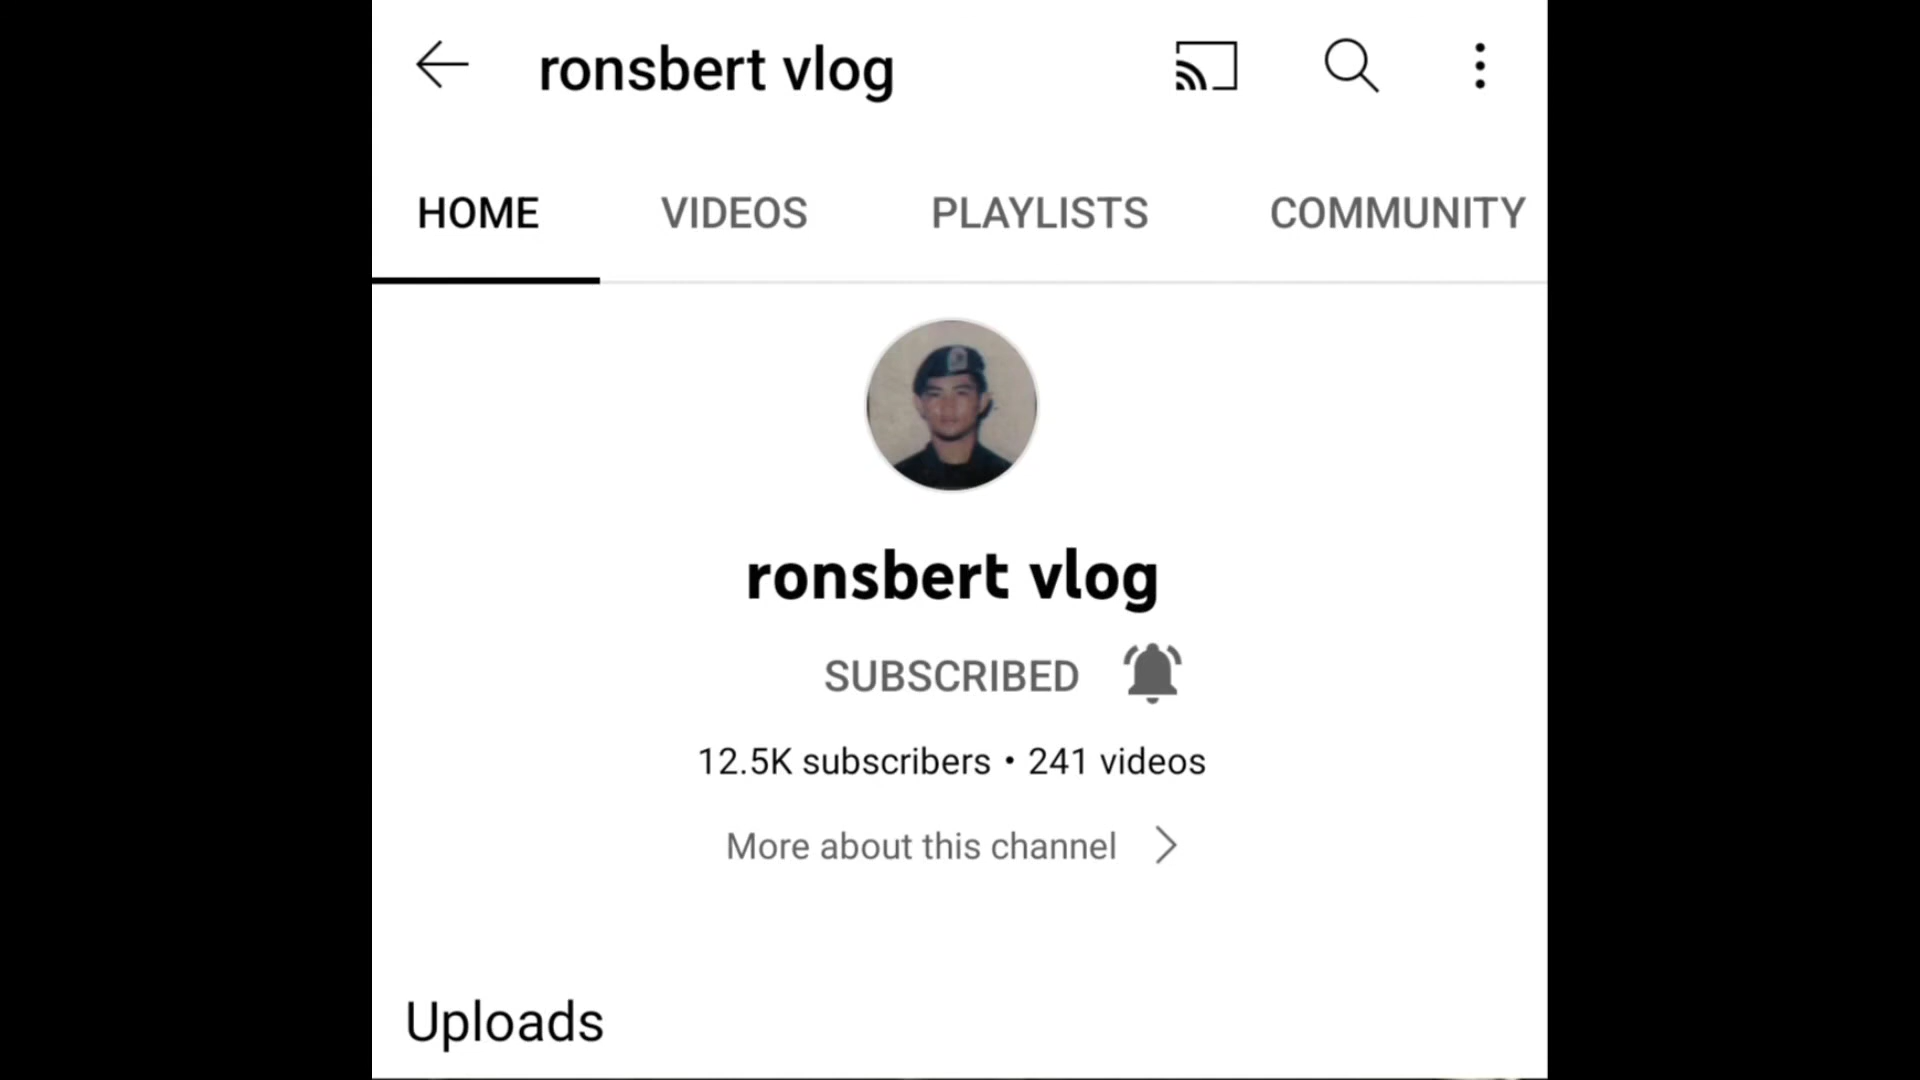 ronsbert vlog
HOME VIDEOS PLAYLISTS COMMUNITY
ronsbert vlog
SUBSCRIBED
12.5K subscribers • 241 videos
More about this channel
Uploads